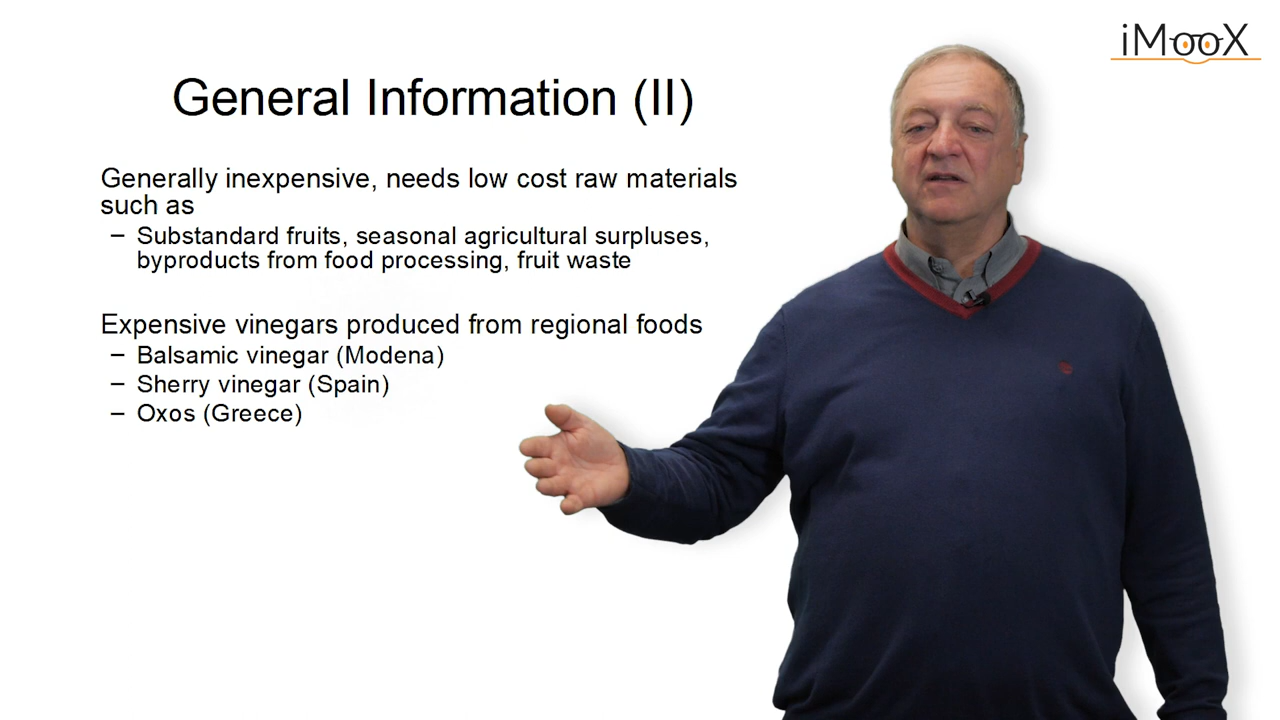 iMooX
General Information (II)
Generally inexpensive, needs low cost raw materials
such as
– Substandard fruits, seasonal agricultural surpluses,
byproducts from food processing, fruit waste
Expensive vinegars produced from regional foods
– Balsamic vinegar (Modena)
– Sherry vinegar (Spain)
– Oxos (Greece)